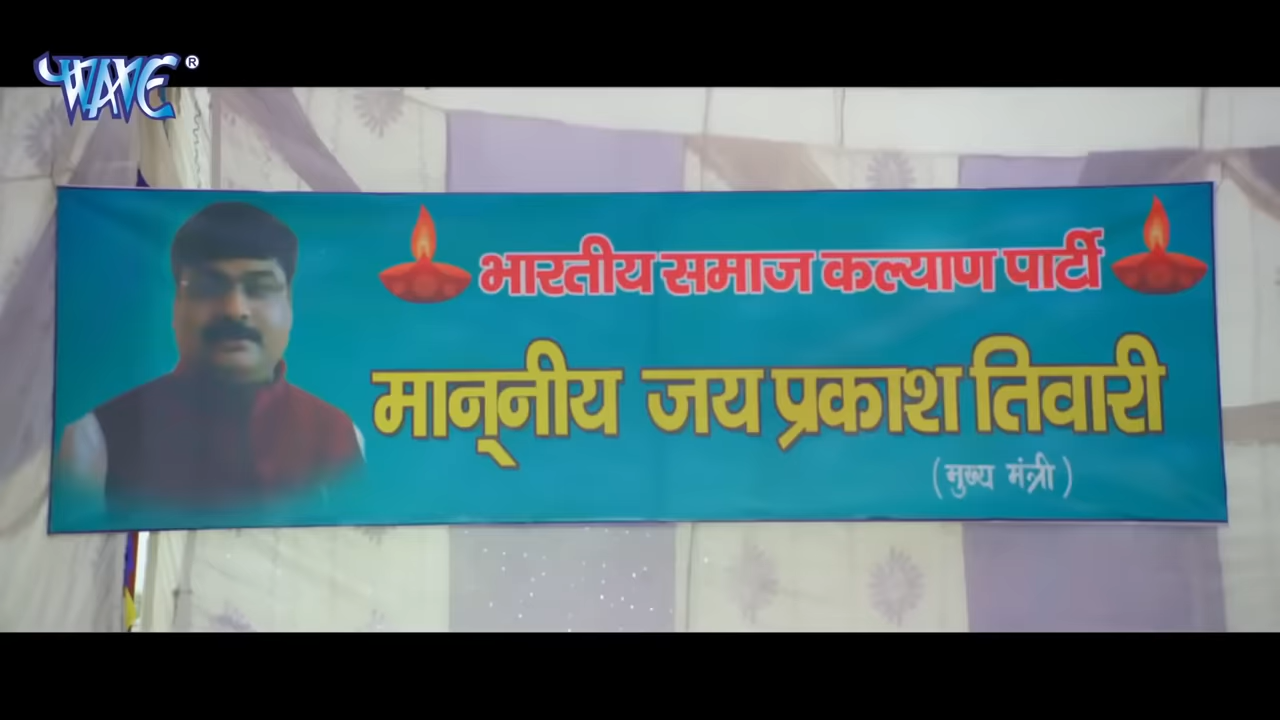 WAVE ®
भारतीय समाज कल्याण पार्टी
मान्‌नीय जय प्रकाश तिवारी
(मुख्य मंत्री)